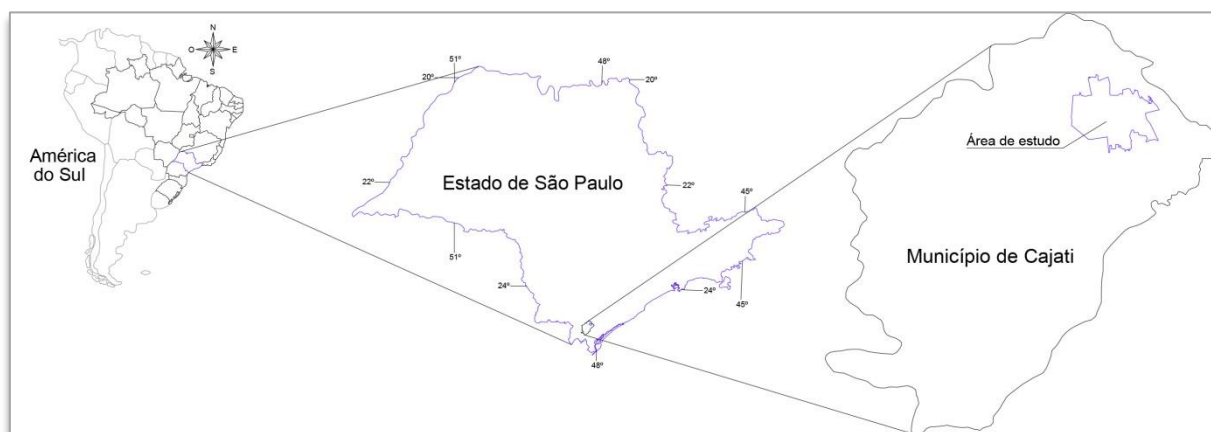 N
O E
S
América
do Sul
51º
20º
48º
20º
Estado de São Paulo
22º
22º
45º
51º
24º
24º
45º
48º
Área de estudo
Município de Cajati